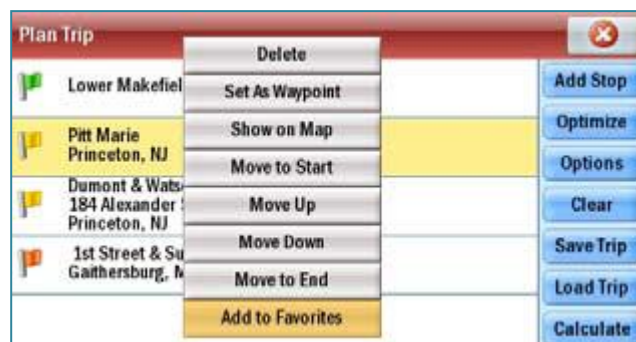 Plan Trip
Delete
Set As Waypoint
Show on Map
Move to Start
Move Up
Move Down
Move to End
Add to Favorites
Lower Makefiel
Pitt Marie
Princeton, NJ
Dumont & Wats
184 Alexander
Princeton, NJ
1st Street & Su
Gaithersburg, M
Add Stop
Optimize
Options
Clear
Save Trip
Load Trip
Calculate